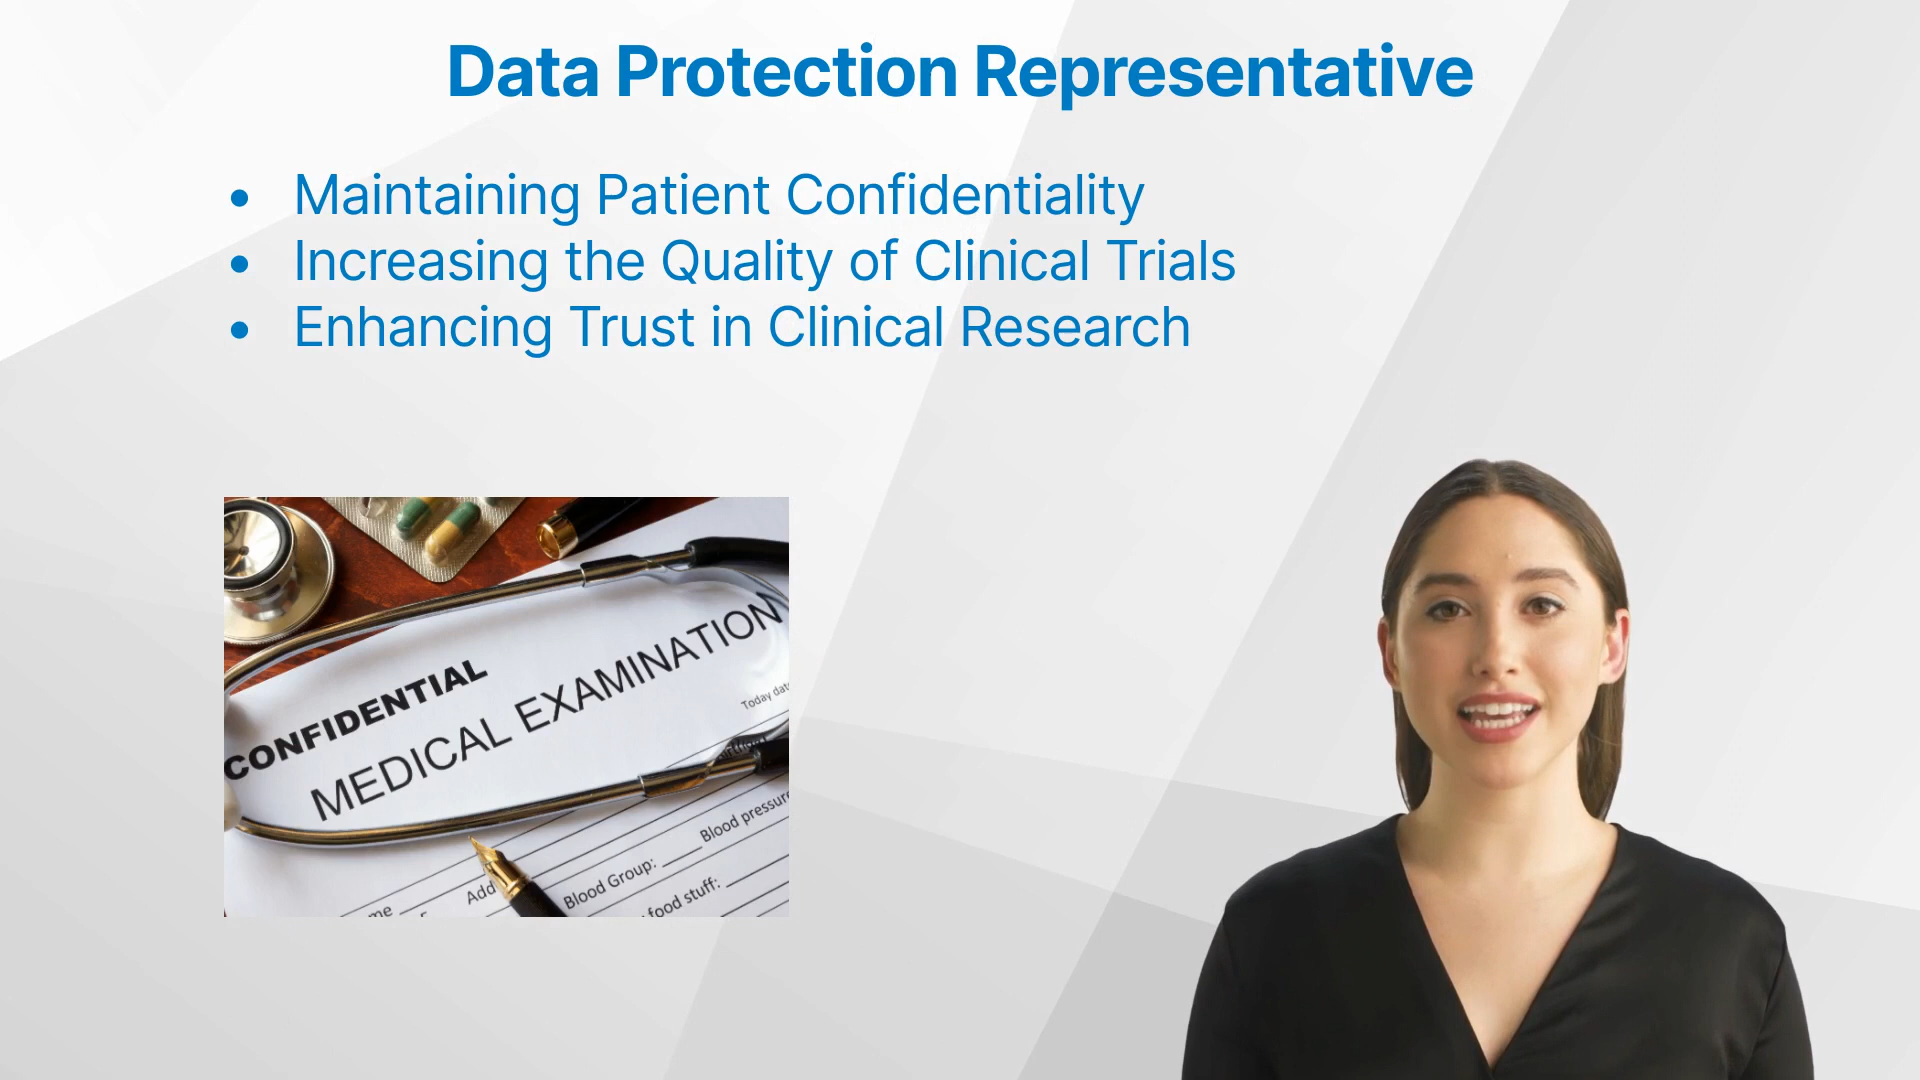 Data Protection Representative
• Maintaining Patient Confidentiality
• Increasing the Quality of Clinical Trials
• Enhancing Trust in Clinical Research
CONFIDENTIAL
MEDICAL EXAMINATION
Today
Blood pressure
Blood Group:
food stuff: